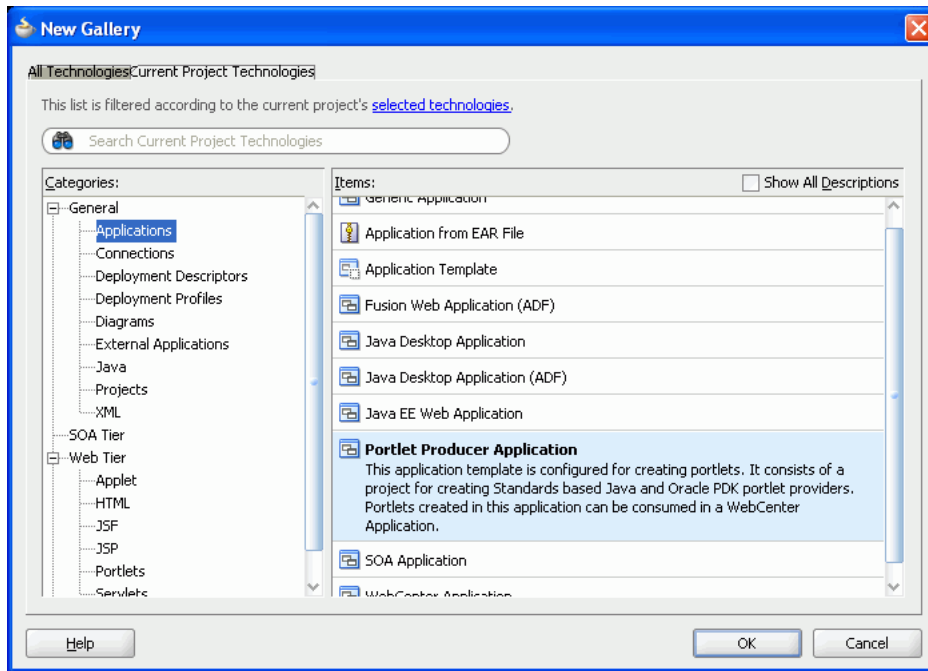 New Gallery
All Technologies Current Project Technologies
This list is filtered according to the current project's selected technologies.
Search Current Project Technologies
Categories:
General
Applications
Connections
Deployment Descriptors
Deployment Profiles
Diagrams
External Applications
Java
Projects
XML
SOA Tier
Web Tier
Applet
HTML
JSF
JSP
Portlets
Servlets
Items:
Show All Descriptions
Generic Application
Application from EAR File
Application Template
Fusion Web Application (ADF)
Java Desktop Application
Java Desktop Application (ADF)
Java EE Web Application
Portlet Producer Application
This application template is configured for creating portlets. It consists of a
project for creating Standards based Java and Oracle PDK portlet providers.
Portlets created in this application can be consumed in a WebCenter
Application.
SOA Application
WebCenter Application
Help
OK
Cancel